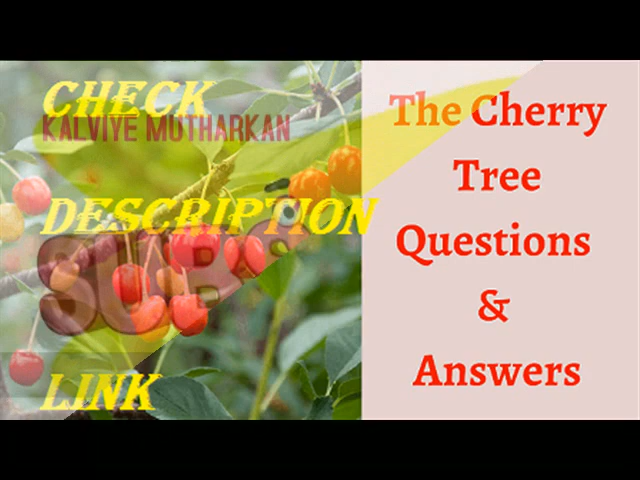 CHECK
KALVIYE MUTHARKAN
DESCRIPTION
LINK
The Cherry
Tree
Questions
&
Answers